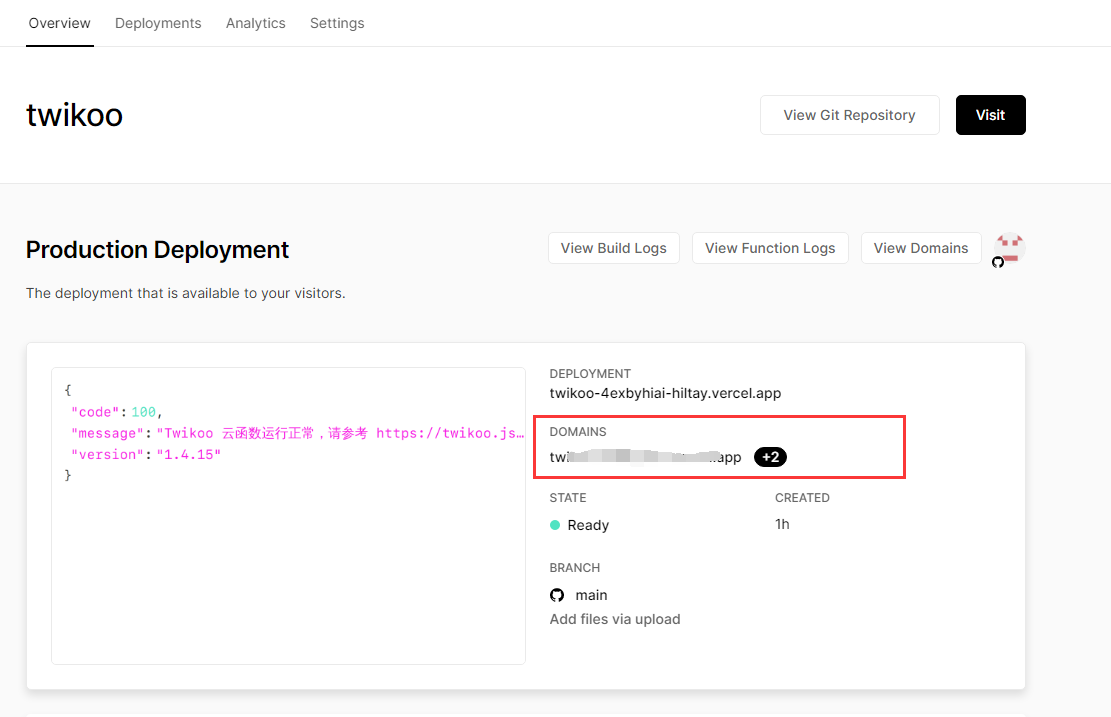 Overview Deployments Analytics Settings
twikoo
View Git Repository
Visit
Production Deployment
View Build Logs
View Function Logs
View Domains
The deployment that is available to your visitors.
{
"code": 100,
"message": "Twikoo 云函数运行正常，请参考 https://twikoo.js…
"version": "1.4.15"
}
DEPLOYMENT
twikoo-4exbyhiai-hiltay.vercel.app
DOMAINS
+2
STATE
CREATED
Ready
1h
BRANCH
main
Add files via upload